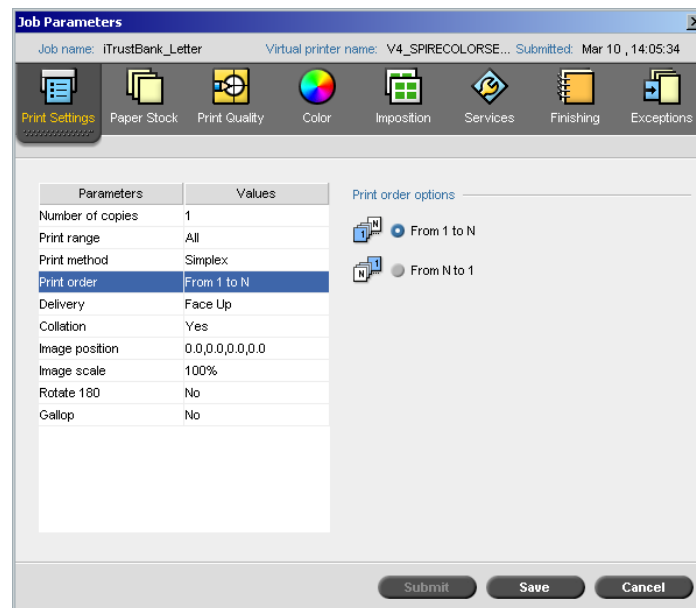 Job Parameters
Job name: iTrustBank_Letter Virtual printer name: V4_SPIRECOLORSE... Submitted: Mar 10 , 14:05:34
Print Settings Paper Stock Print Quality Color Imposition Services Finishing Exceptions
Parameters Values
Number of copies 1
Print range All
Print method Simplex
Print order From 1 to N
Delivery Face Up
Collation Yes
Image position 0.0,0.0,0.0,0.0
Image scale 100%
Rotate 180 No
Gallop No
Print order options
N
1
From 1 to N
1
N
From N to 1
Submit Save Cancel